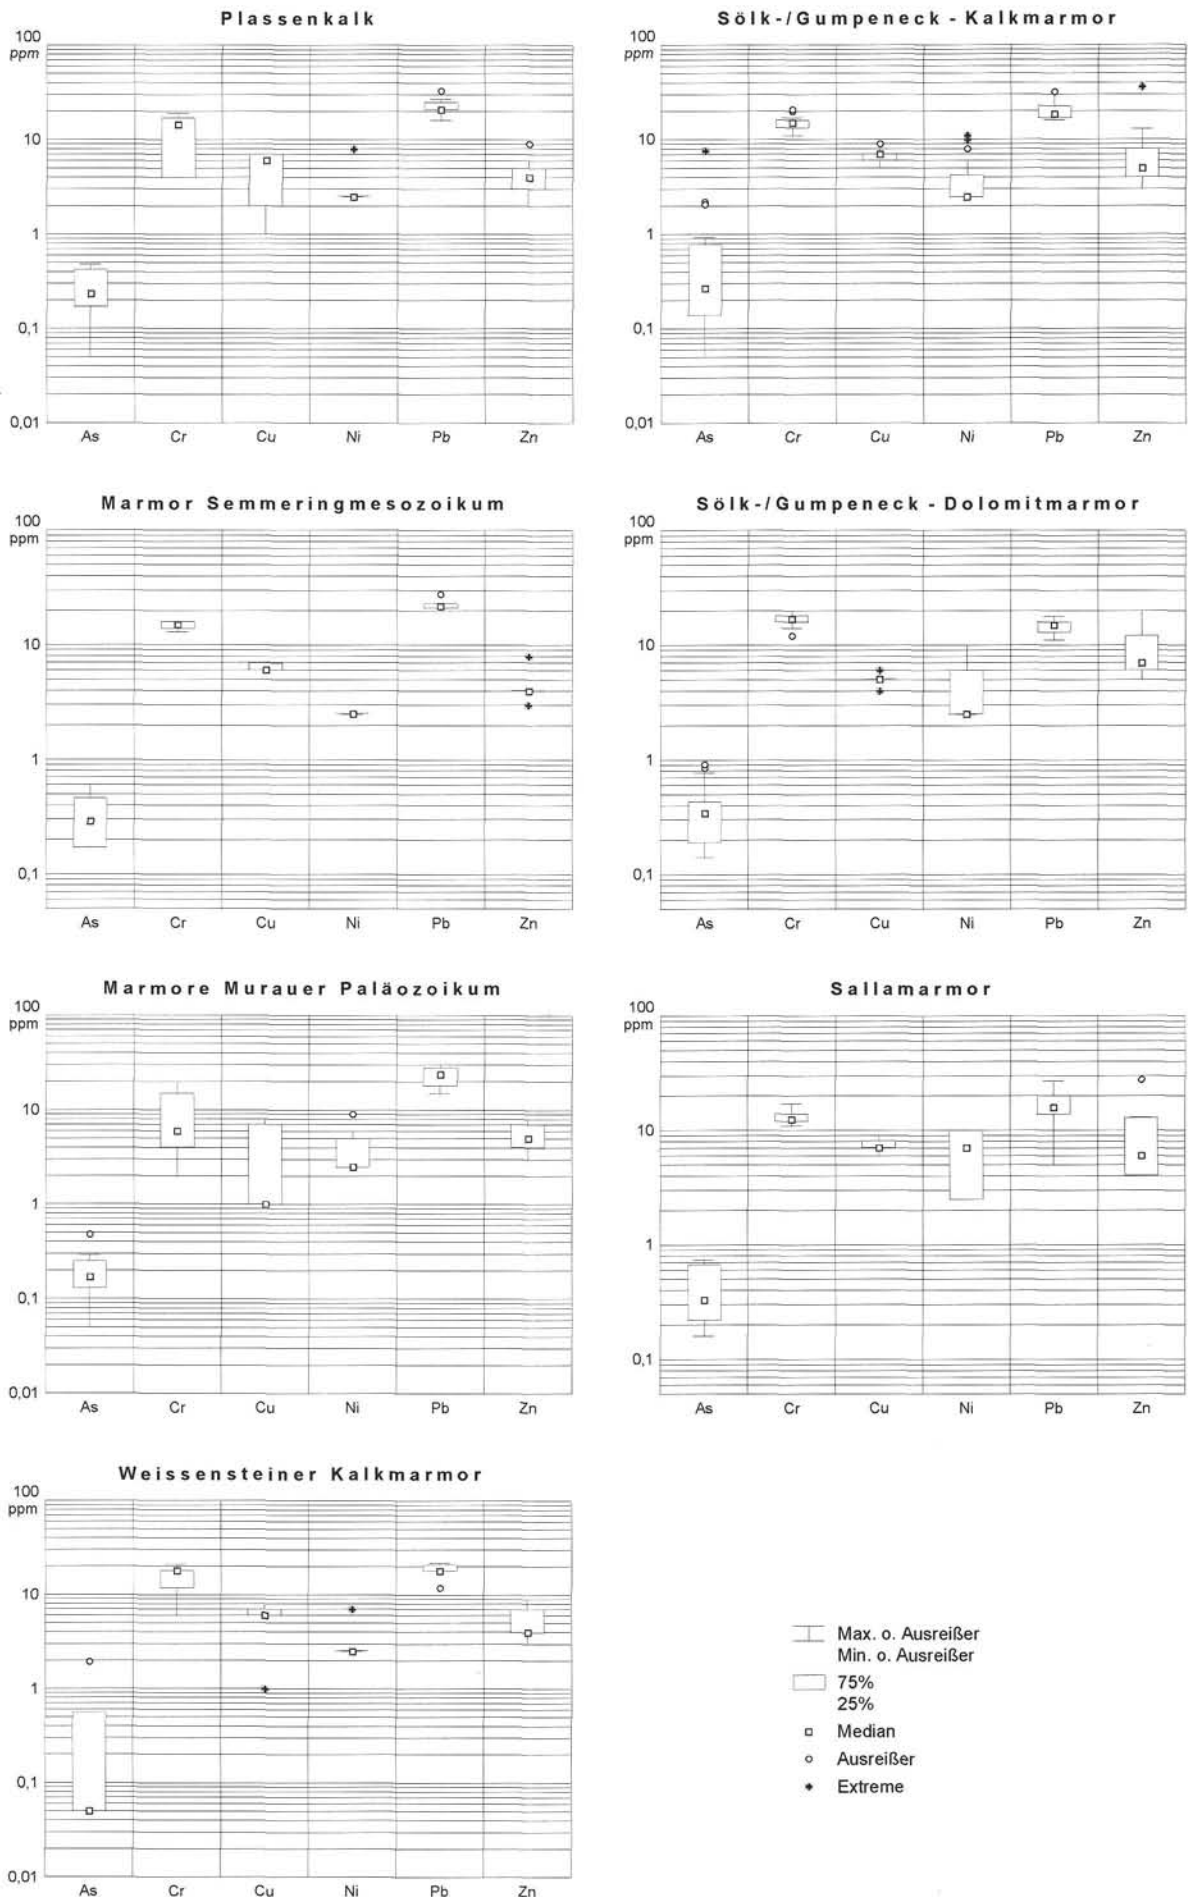 Plassenkalk
100
ppm
10
1
0,1
0,01
As Cr Cu Ni Pb Zn
Sölk-/Gumpeneck - Kalkmarmor
100
ppm
10
1
0,1
0,01
As Cr Cu Ni Pb Zn
Marmor Semmeringmesozoikum
100
ppm
10
1
0,1
As Cr Cu Ni Pb Zn
Sölk-/Gumpeneck - Dolomitmarmor
100
ppm
10
1
0,1
As Cr Cu Ni Pb Zn
Marmore Murauer Paläozoikum
100
ppm
10
1
0,1
0,01
As Cr Cu Ni Pb Zn
Sallamarmor
100
ppm
10
1
0,1
As Cr Cu Ni Pb Zn
Weissensteiner Kalkmarmor
100
ppm
10
1
0,1
0,01
As Cr Cu Ni Pb Zn
Max. o. Ausreißer
Min. o. Ausreißer
75%
25%
Median
Ausreißer
Extreme